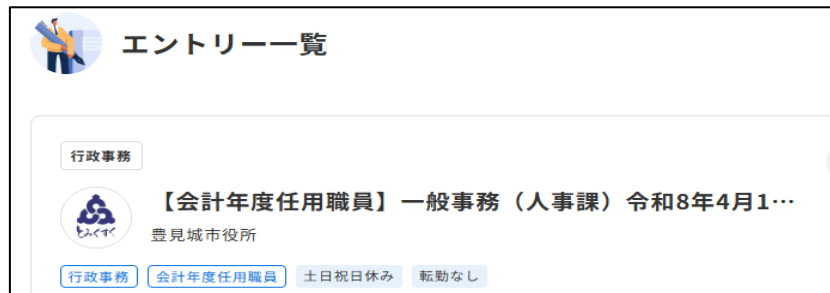 エントリー一覧
行政事務
【会計年度任用職員】一般事務（人事課）令和8年4月1…
とみぐすく
豊見城市役所
行政事務 会計年度任用職員 土日祝日休み 転勤なし